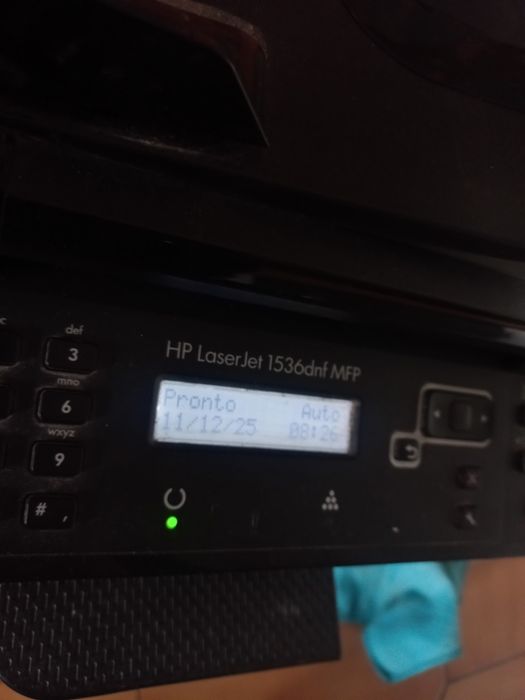 c
def
3
HP LaserJet 1536dnf MFP
mno
6
Pronto Auto
11/12/25 08:26
wxyz
9
# ,